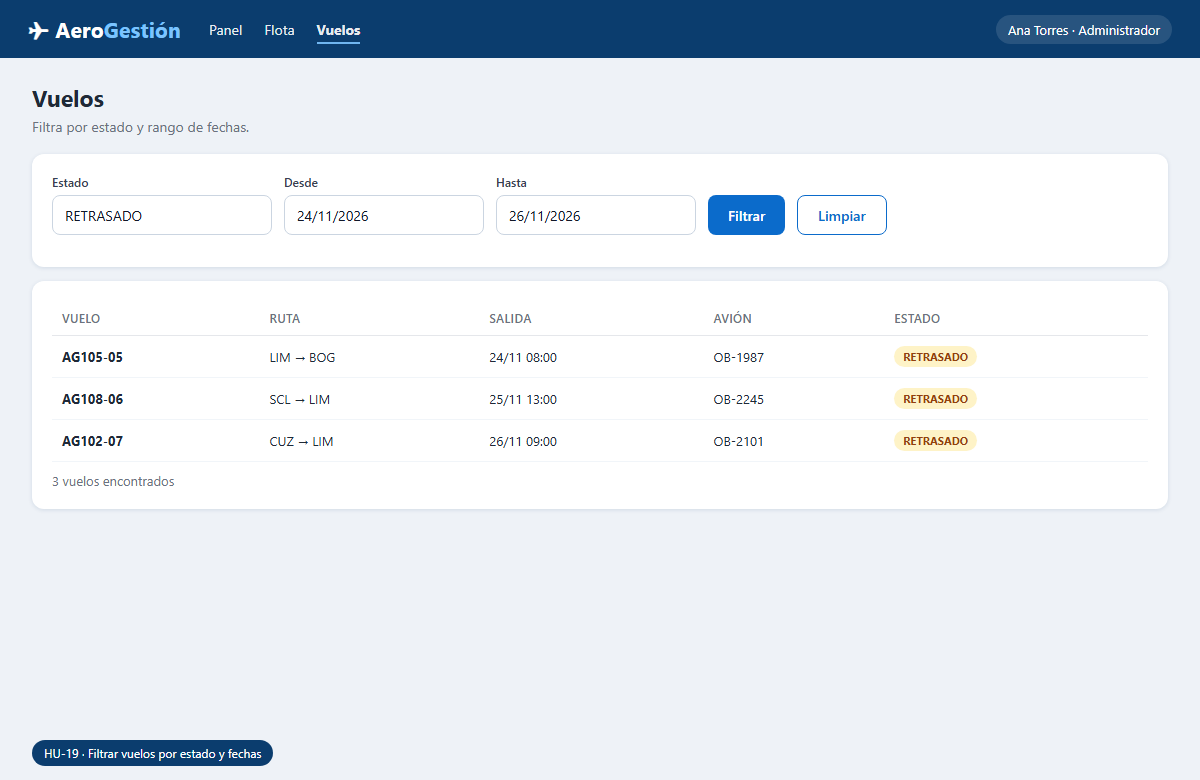 AeroGestión Panel Flota Vuelos Ana Torres · Administrador
Vuelos
Filtra por estado y rango de fechas.
Estado Desde Hasta
RETRASADO 24/11/2026 26/11/2026 Filtrar Limpiar
VUELO RUTA SALIDA AVIÓN ESTADO
AG105-05 LIM → BOG 24/11 08:00 OB-1987 RETRASADO
AG108-06 SCL → LIM 25/11 13:00 OB-2245 RETRASADO
AG102-07 CUZ → LIM 26/11 09:00 OB-2101 RETRASADO
3 vuelos encontrados
HU-19 · Filtrar vuelos por estado y fechas